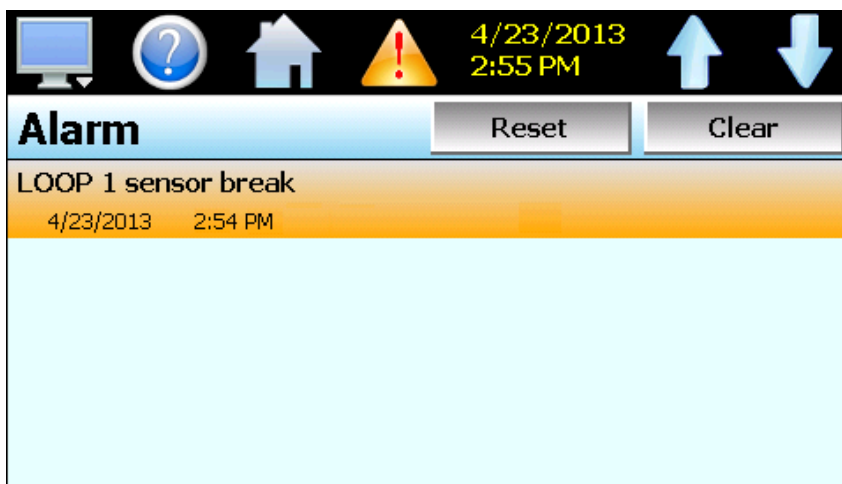 4/23/2013
2:55 PM
Alarm
Reset
Clear
LOOP 1 sensor break
4/23/2013 2:54 PM